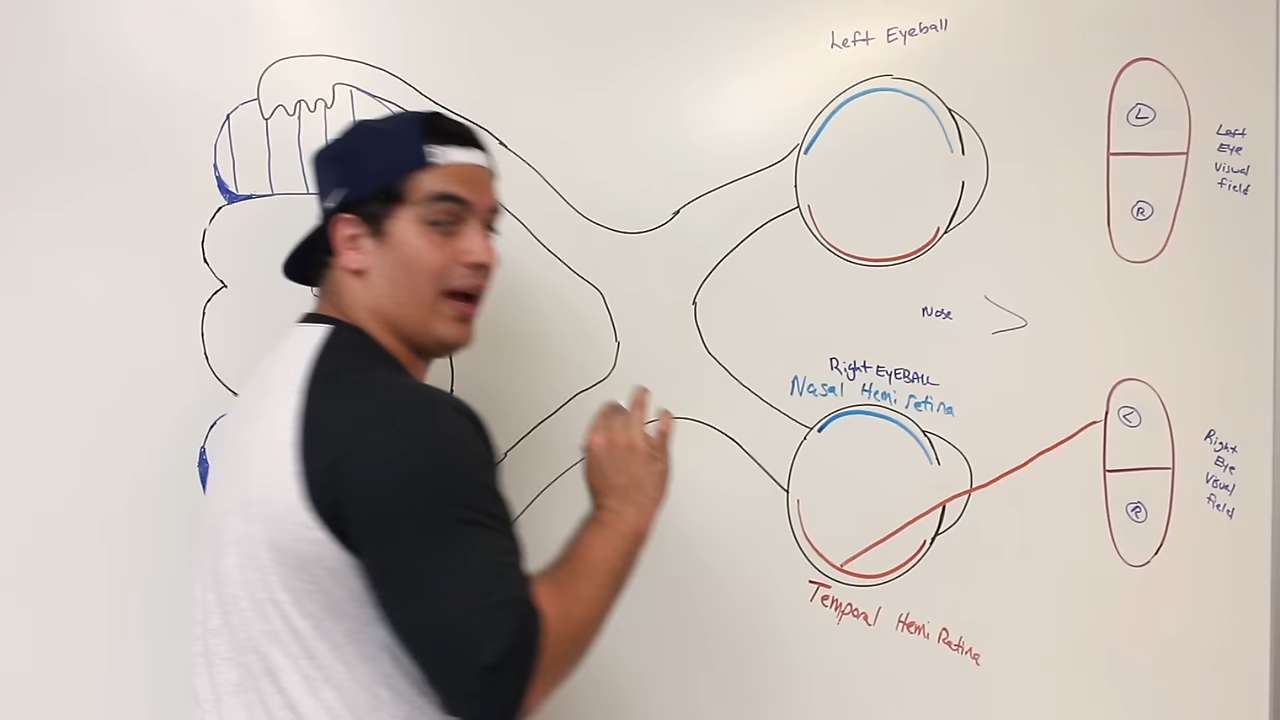 Left Eyeball
L
R
Left
Eye
Visual
field
Nose
Right EYEBALL
Nasal Hemi retina
L
R
Right
Eye
Visual
field
Temporal Hemi Retina